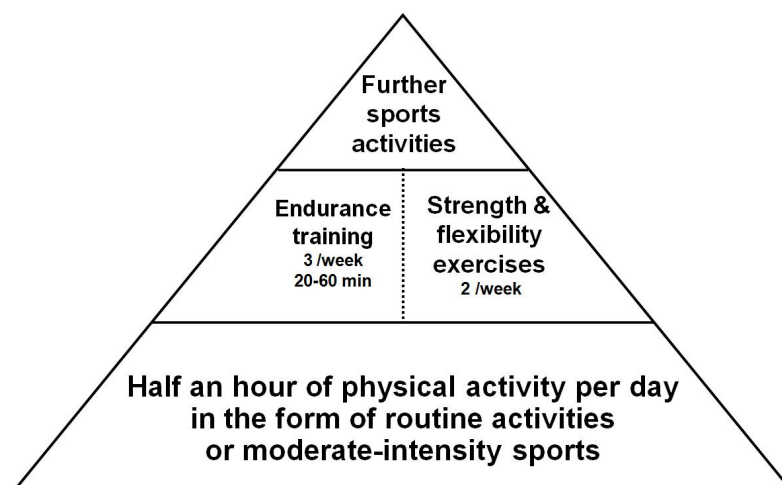 Further
sports
activities
Endurance
training
3 /week
20-60 min
Strength &
flexibility
exercises
2 /week
Half an hour of physical activity per day
in the form of routine activities
or moderate-intensity sports